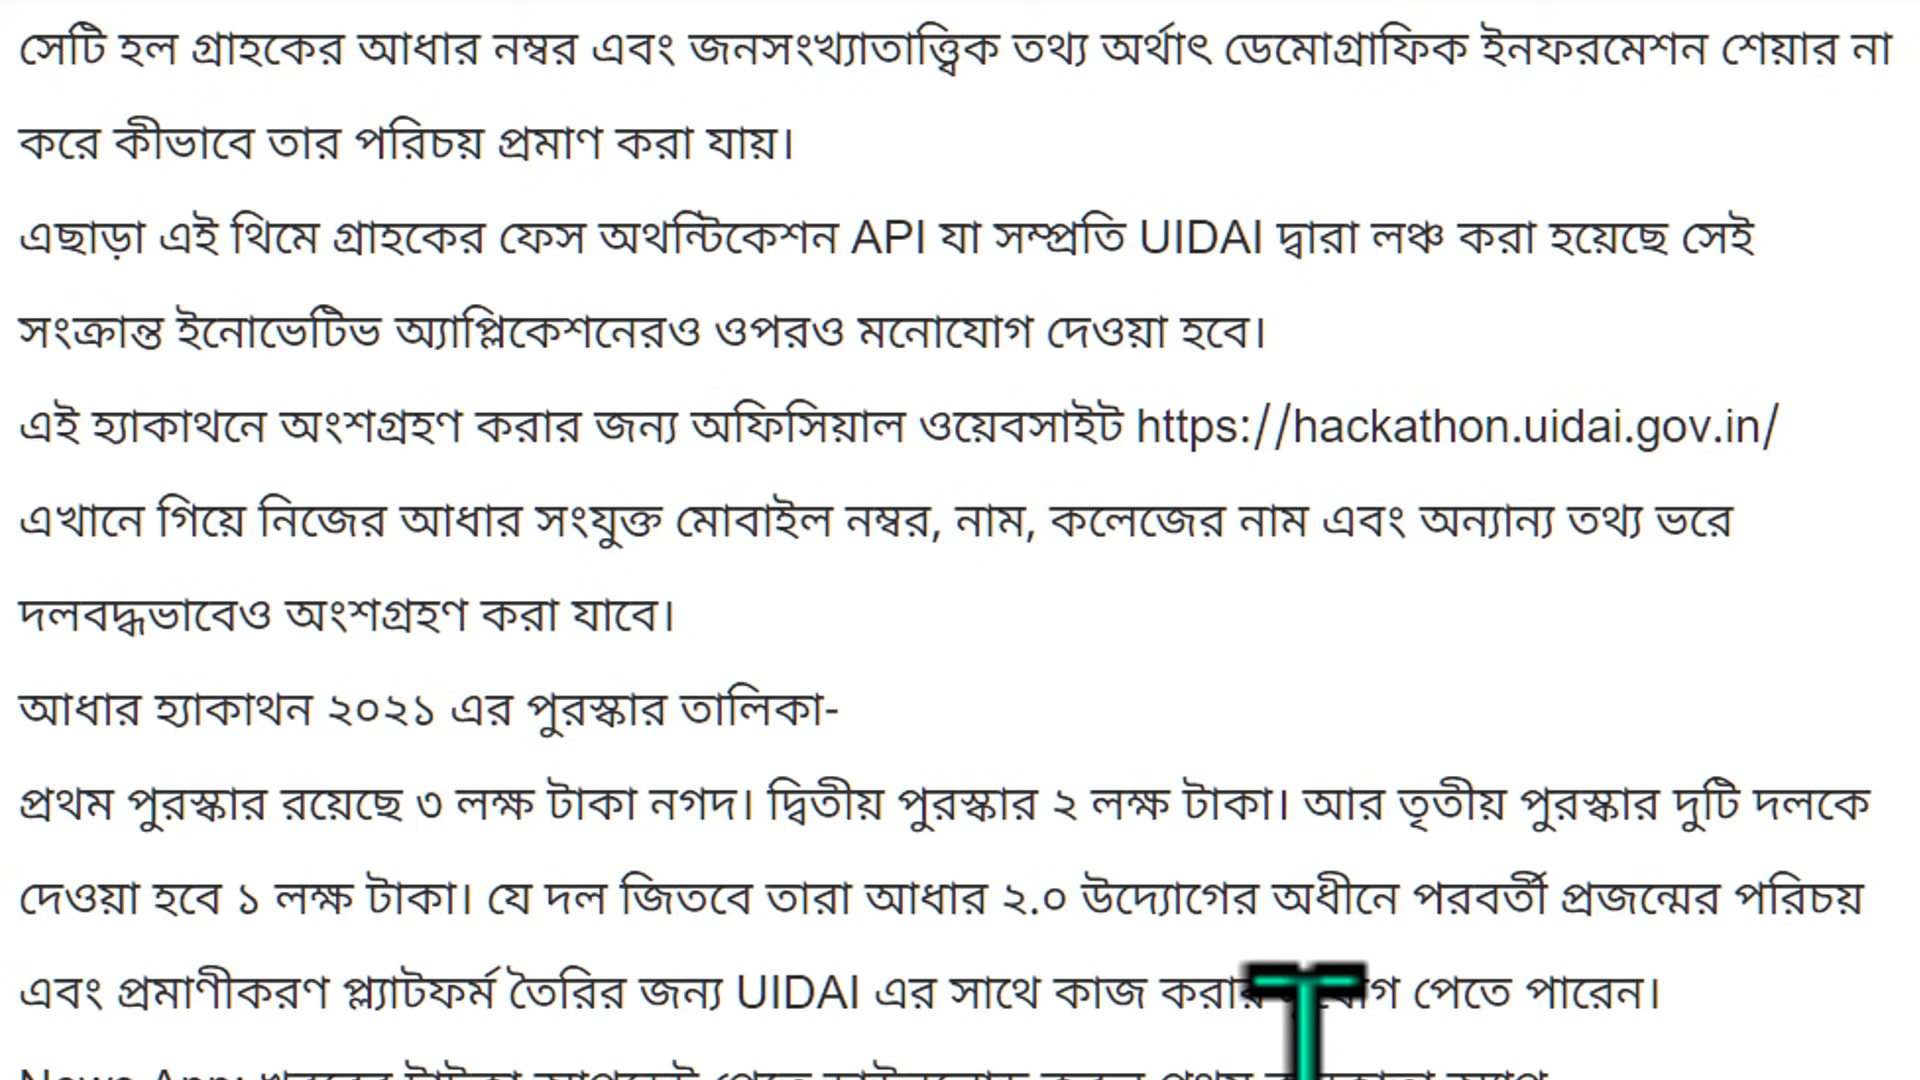 সেটি হল গ্রাহকের আধার নম্বর এবং জনসংখ্যাতাত্ত্বিক তথ্য অর্থাৎ ডেমোগ্রাফিক ইনফরমেশন শেয়ার না
করে কীভাবে তার পরিচয় প্রমাণ করা যায়।
এছাড়া এই থিমে গ্রাহকের ফেস অথন্টিকেশন API যা সম্প্রতি UIDAI দ্বারা লঞ্চ করা হয়েছে সেই
সংক্রান্ত ইনোভেটিভ অ্যাপ্লিকেশনেরও ওপরও মনোযোগ দেওয়া হবে।
এই হ্যাকাথনে অংশগ্রহণ করার জন্য অফিসিয়াল ওয়েবসাইট https://hackathon.uidai.gov.in/
এখানে গিয়ে নিজের আধার সংযুক্ত মোবাইল নম্বর, নাম, কলেজের নাম এবং অন্যান্য তথ্য ভরে
দলবদ্ধভাবেও অংশগ্রহণ করা যাবে।
আধার হ্যাকাথন ২০২১ এর পুরস্কার তালিকা-
প্রথম পুরস্কার রয়েছে ৩ লক্ষ টাকা নগদ। দ্বিতীয় পুরস্কার ২ লক্ষ টাকা। আর তৃতীয় পুরস্কার দুটি দলকে
দেওয়া হবে ১ লক্ষ টাকা। যে দল জিতবে তারা আধার ২.০ উদ্যোগের অধীনে পরবর্তী প্রজন্মের পরিচয়
এবং প্রমাণীকরণ প্ল্যাটফর্ম তৈরির জন্য UIDAI এর সাথে কাজ করার পেতে পারেন।